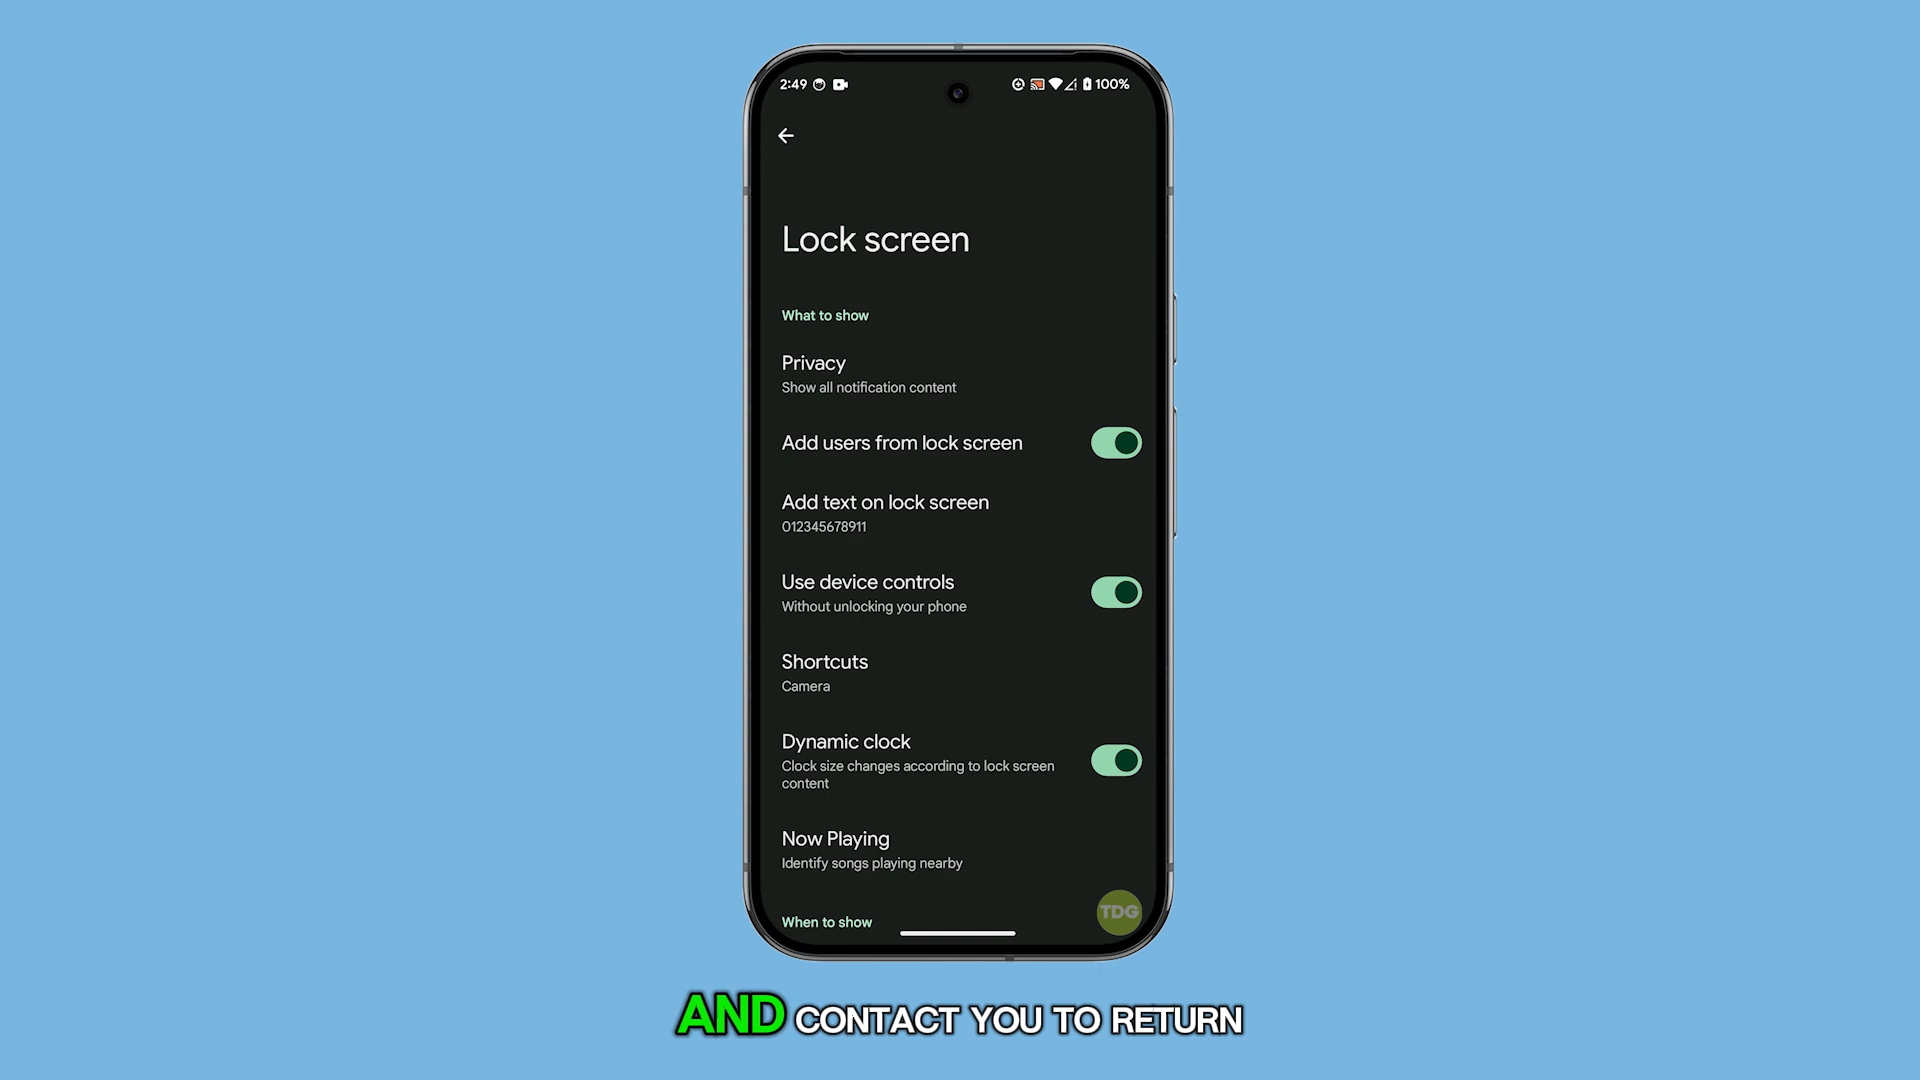 2:49
100%
Lock screen
What to show
Privacy
Show all notification content
Add users from lock screen
Add text on lock screen
012345678911
Use device controls
Without unlocking your phone
Shortcuts
Camera
Dynamic clock
Clock size changes according to lock screen
content
Now Playing
Identify songs playing nearby
TDG
When to show
AND CONTACT YOU TO RETURN